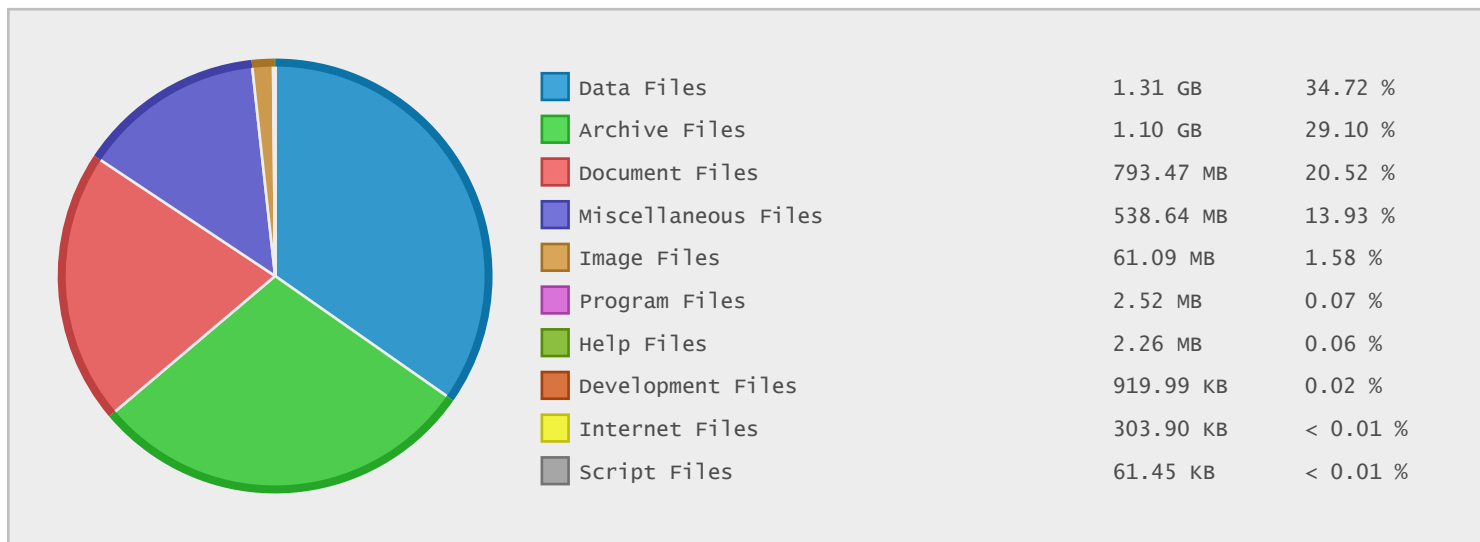 Data Files 1.31 GB 34.72 %
Archive Files 1.10 GB 29.10 %
Document Files 793.47 MB 20.52 %
Miscellaneous Files 538.64 MB 13.93 %
Image Files 61.09 MB 1.58 %
Program Files 2.52 MB 0.07 %
Help Files 2.26 MB 0.06 %
Development Files 919.99 KB 0.02 %
Internet Files 303.90 KB < 0.01 %
Script Files 61.45 KB < 0.01 %